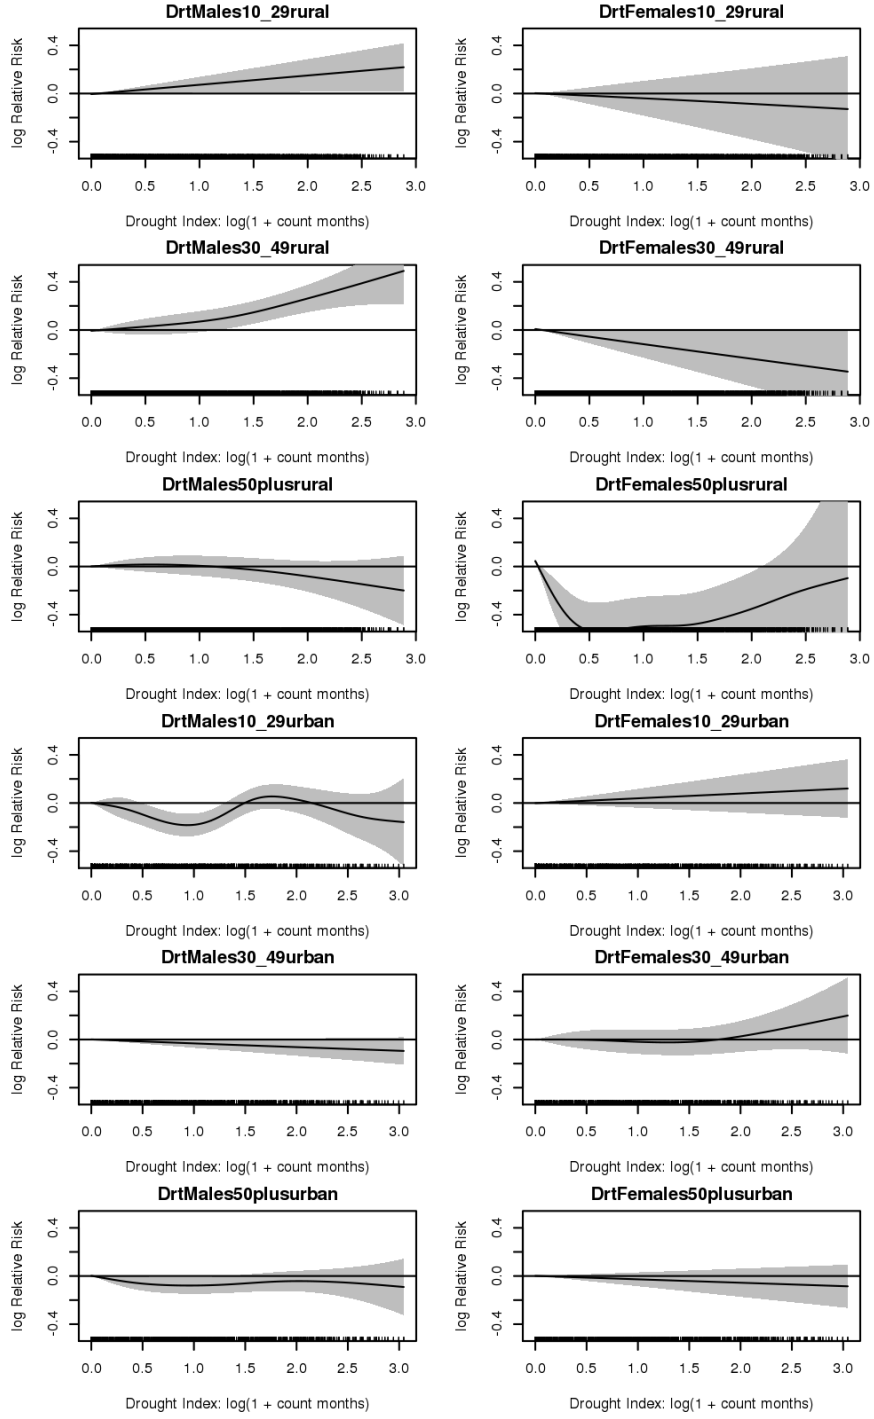 DrtMales10_29rural
log Relative Risk
0.4
0.0
-0.4
0.0 0.5 1.0 1.5 2.0 2.5 3.0
Drought Index: log(1 + count months)
DrtFemales10_29rural
log Relative Risk
0.4
0.0
-0.4
0.0 0.5 1.0 1.5 2.0 2.5 3.0
Drought Index: log(1 + count months)
DrtMales30_49rural
log Relative Risk
0.4
0.0
-0.4
0.0 0.5 1.0 1.5 2.0 2.5 3.0
Drought Index: log(1 + count months)
DrtFemales30_49rural
log Relative Risk
0.4
0.0
-0.4
0.0 0.5 1.0 1.5 2.0 2.5 3.0
Drought Index: log(1 + count months)
DrtMales50plusrural
log Relative Risk
0.4
0.0
-0.4
0.0 0.5 1.0 1.5 2.0 2.5 3.0
Drought Index: log(1 + count months)
DrtFemales50plusrural
log Relative Risk
0.4
0.0
-0.4
0.0 0.5 1.0 1.5 2.0 2.5 3.0
Drought Index: log(1 + count months)
DrtMales10_29urban
log Relative Risk
0.4
0.0
-0.4
0.0 0.5 1.0 1.5 2.0 2.5 3.0
Drought Index: log(1 + count months)
DrtFemales10_29urban
log Relative Risk
0.4
0.0
-0.4
0.0 0.5 1.0 1.5 2.0 2.5 3.0
Drought Index: log(1 + count months)
DrtMales30_49urban
log Relative Risk
0.4
0.0
-0.4
0.0 0.5 1.0 1.5 2.0 2.5 3.0
Drought Index: log(1 + count months)
DrtFemales30_49urban
log Relative Risk
0.4
0.0
-0.4
0.0 0.5 1.0 1.5 2.0 2.5 3.0
Drought Index: log(1 + count months)
DrtMales50plusurban
log Relative Risk
0.4
0.0
-0.4
0.0 0.5 1.0 1.5 2.0 2.5 3.0
Drought Index: log(1 + count months)
DrtFemales50plusurban
log Relative Risk
0.4
0.0
-0.4
0.0 0.5 1.0 1.5 2.0 2.5 3.0
Drought Index: log(1 + count months)